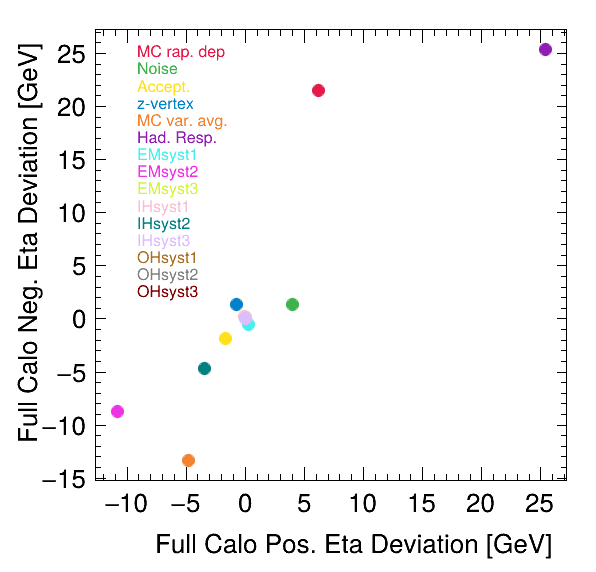 Full Calo Neg. Eta Deviation [GeV]
25
20
15
10
5
0
−5
−10
−15
MC rap. dep
Noise
Accept.
z-vertex
MC var. avg.
Had. Resp.
EMsyst1
EMsyst2
EMsyst3
IHsyst1
IHsyst2
IHsyst3
OHsyst1
OHsyst2
OHsyst3
−10 −5 0 5 10 15 20 25
Full Calo Pos. Eta Deviation [GeV]